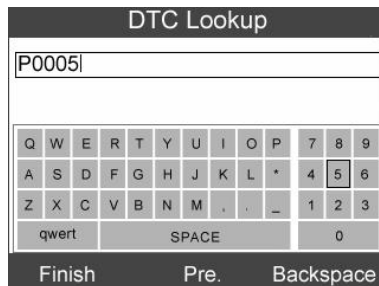 DTC Lookup
P0005
Q W E R T Y U I O P 7 8 9
A S D F G H J K L * 4 5 6
Z X C V B N M , . _ 1 2 3
qwert SPACE 0
Finish Pre. Backspace